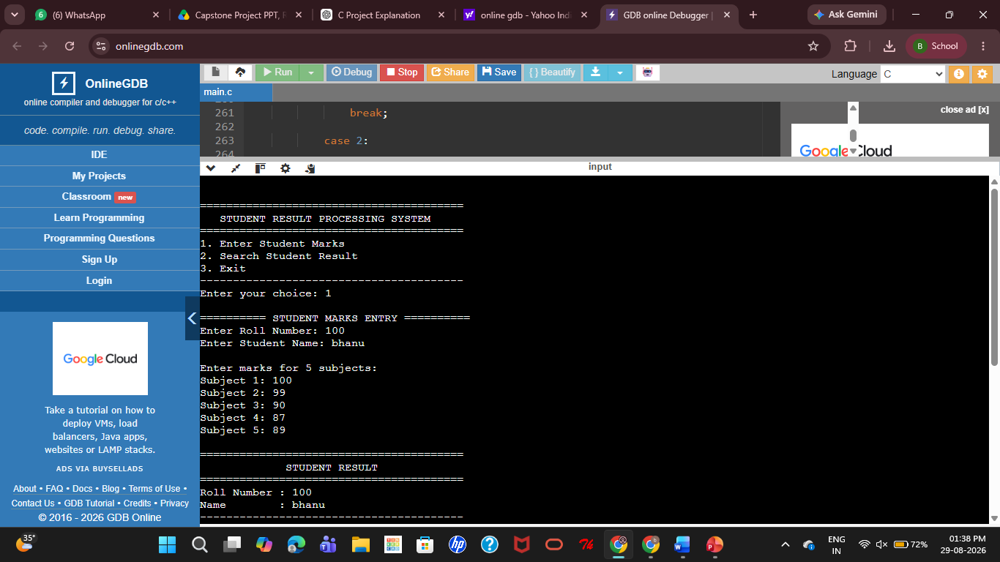 (6) WhatsApp
Capstone Project PPT, R
C Project Explanation
online gdb - Yahoo Indi
GDB online Debugger |
Ask Gemini
onlinegdb.com
B School
OnlineGDB
online compiler and debugger for c/c++
code. compile. run. debug. share.
IDE
My Projects
Classroom new
Learn Programming
Programming Questions
Sign Up
Login
Google Cloud
Take a tutorial on how to
deploy VMs, load
balancers, Java apps,
websites or LAMP stacks.
ADS VIA BUYSELLADS
About • FAQ • Docs • Blog • Terms of Use •
Contact Us • GDB Tutorial • Credits • Privacy
© 2016 - 2026 GDB Online
Run Debug Stop Share Save { } Beautify
Language C
main.c
261 break;
262
263 case 2:
264
close ad [x]
Google Cloud
input
========================================
STUDENT RESULT PROCESSING SYSTEM
========================================
1. Enter Student Marks
2. Search Student Result
3. Exit
----------------------------------------
Enter your choice: 1
========== STUDENT MARKS ENTRY ==========
Enter Roll Number: 100
Enter Student Name: bhanu
Enter marks for 5 subjects:
Subject 1: 100
Subject 2: 99
Subject 3: 90
Subject 4: 87
Subject 5: 89
========================================
STUDENT RESULT
========================================
Roll Number : 100
Name : bhanu
----------------------------------------
35°
ENG
IN
72%
01:38 PM
29-08-2026